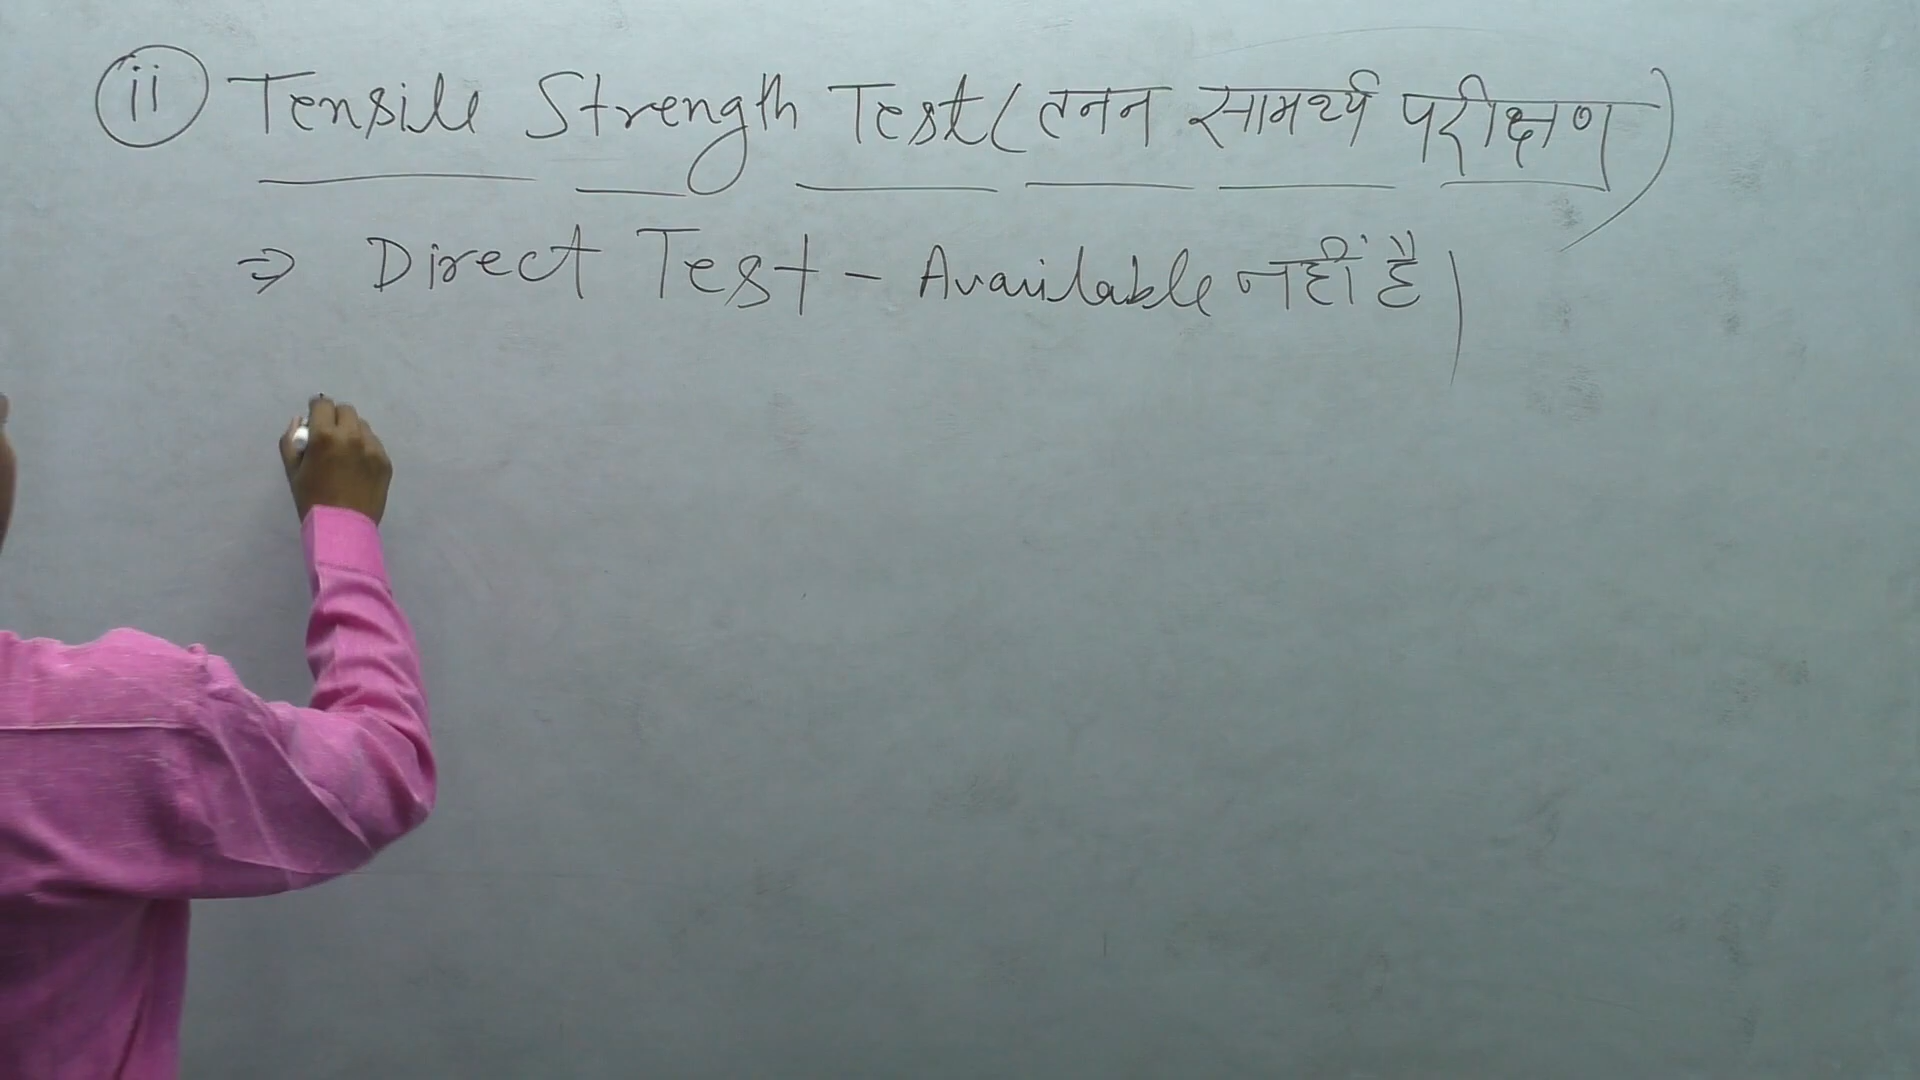 ii Tensile Strength Test (तनन सामर्थ्य परीक्षण)
⇒ Direct Test - Available नहीं है।